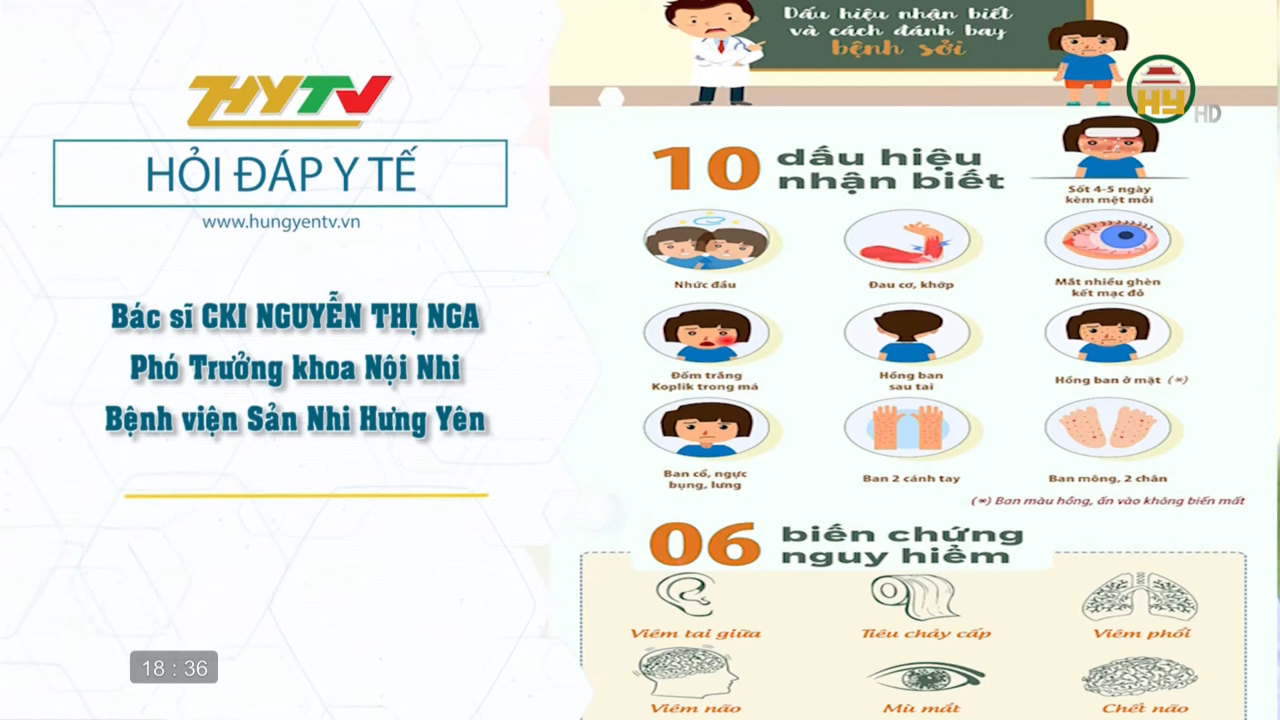 HYTV
HỎI ĐÁP Y TẾ
www.hungyentv.vn
Bác sĩ CKI NGUYỄN THỊ NGA
Phó Trưởng khoa Nội Nhi
Bệnh viện Sản Nhi Hưng Yên
18 : 36
Dấu hiệu nhận biết
và cách đánh bay
bệnh sởi
HY HD
10 dấu hiệu
nhận biết
Sốt 4-5 ngày
kèm mệt mỏi
Nhức đầu
Đau cơ, khớp
Mắt nhiều ghèn
kết mạc đỏ
Đốm trắng
Koplik trong má
Hồng ban
sau tai
Hồng ban ở mặt (*)
Ban cổ, ngực
bụng, lưng
Ban 2 cánh tay
Ban mông, 2 chân
(*) Ban màu hồng, ấn vào không biến mất
06 biến chứng
nguy hiểm
Viêm tai giữa
Tiêu chảy cấp
Viêm phổi
Viêm não
Mù mắt
Chết não